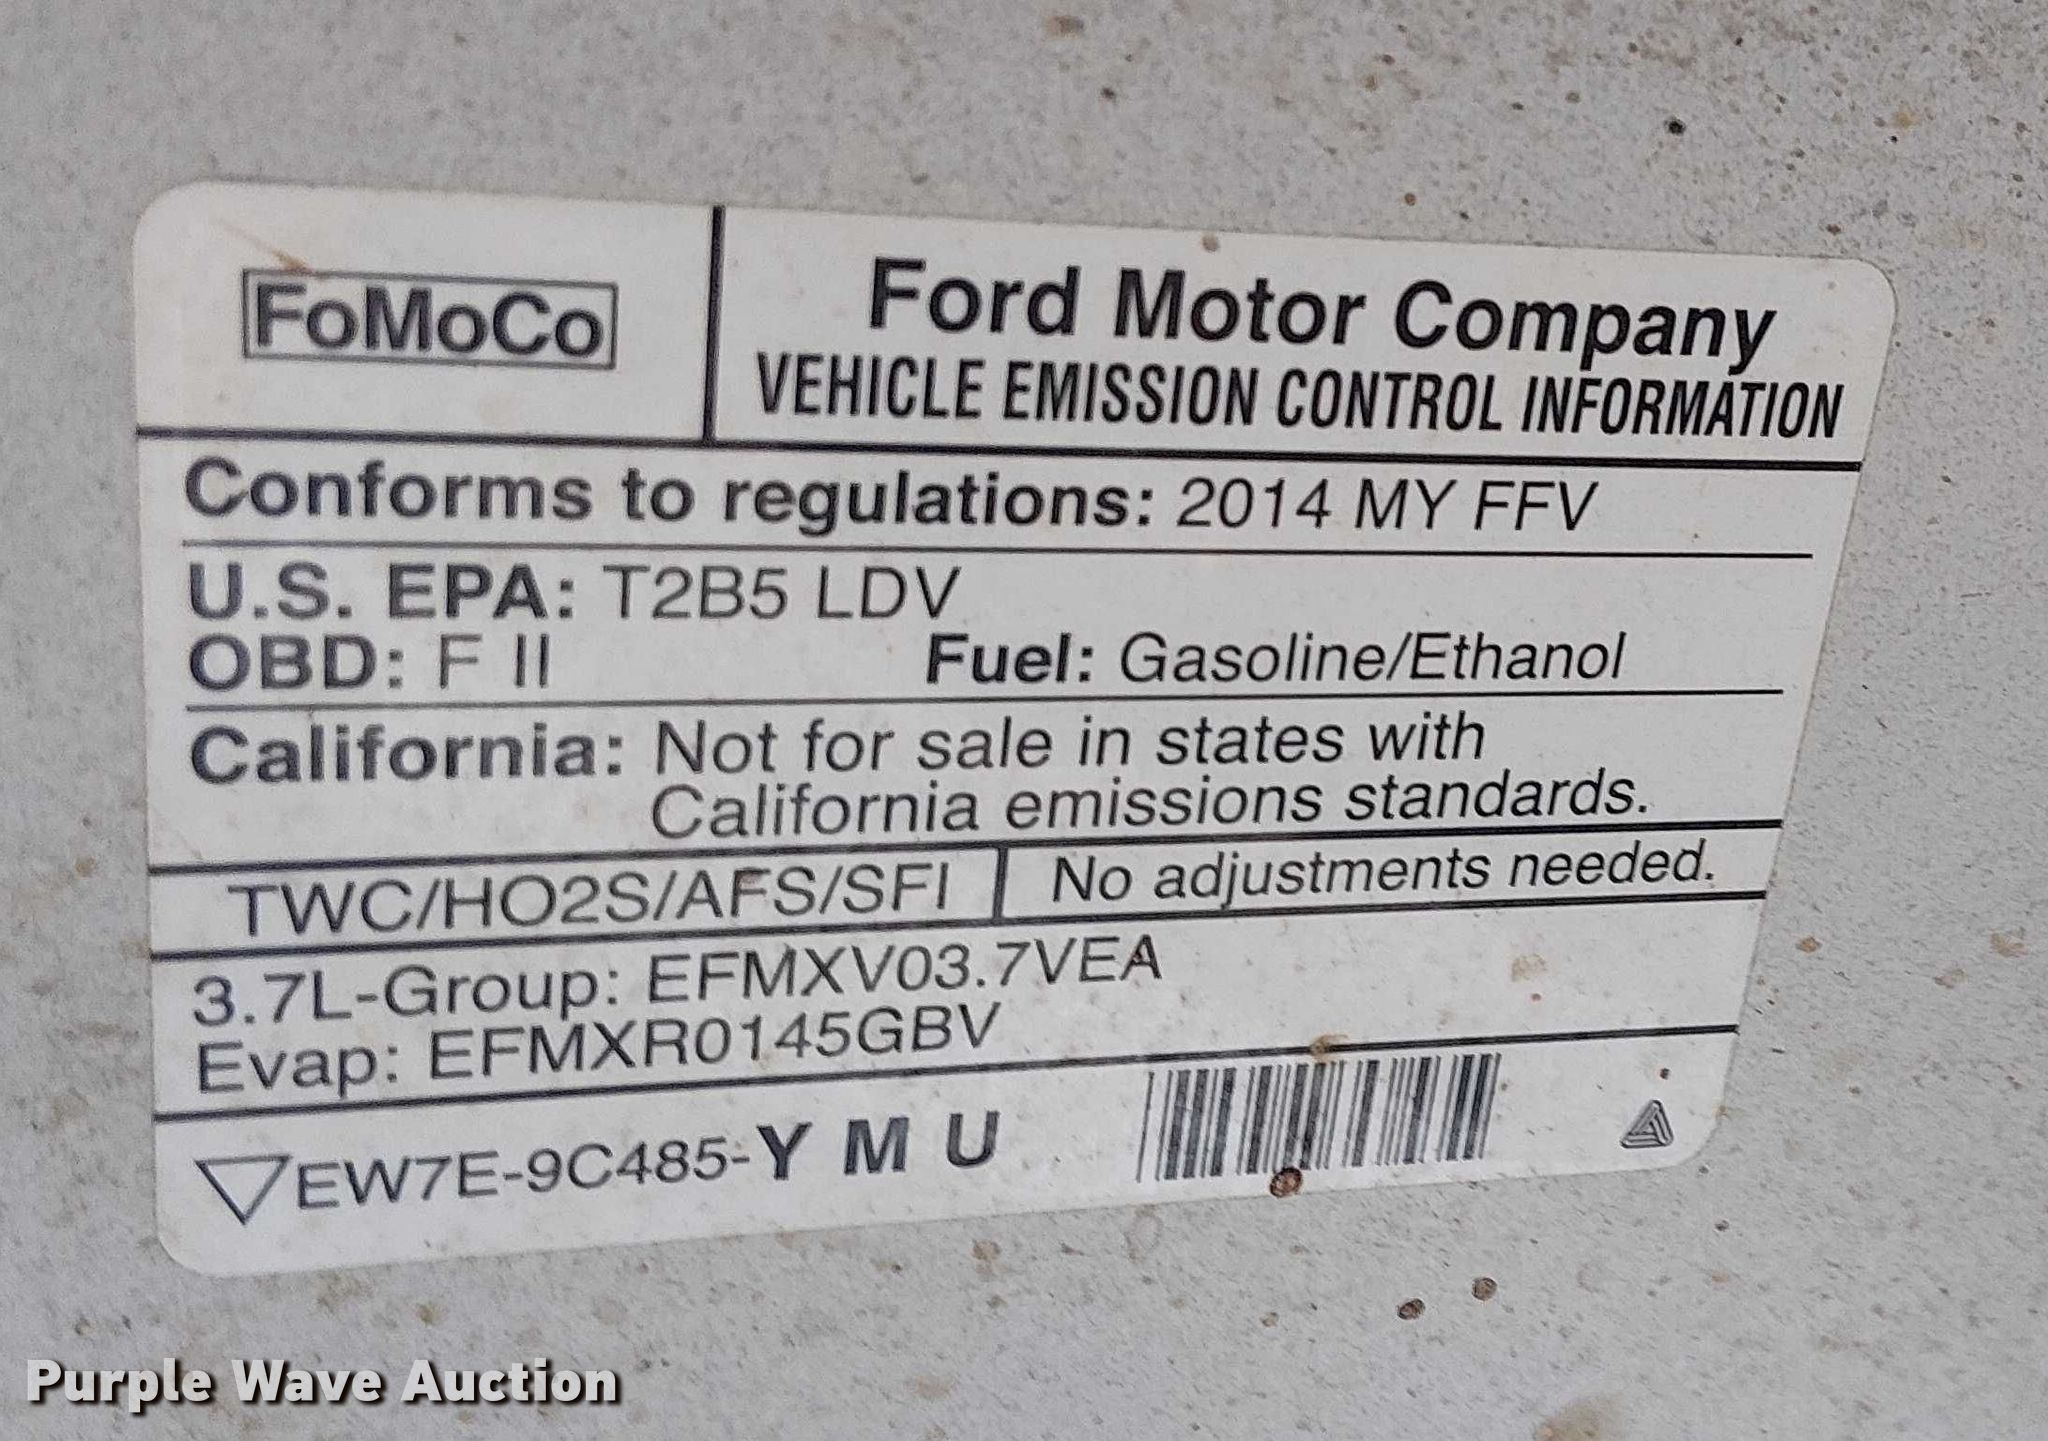 FoMoCo
Ford Motor Company
VEHICLE EMISSION CONTROL INFORMATION
Conforms to regulations: 2014 MY FFV
U.S. EPA: T2B5 LDV
OBD: F II Fuel: Gasoline/Ethanol
California: Not for sale in states with
California emissions standards.
TWC/HO2S/AFS/SFI No adjustments needed.
3.7L-Group: EFMXV03.7VEA
Evap: EFMXR0145GBV
EW7E-9C485-Y M U
Purple Wave Auction